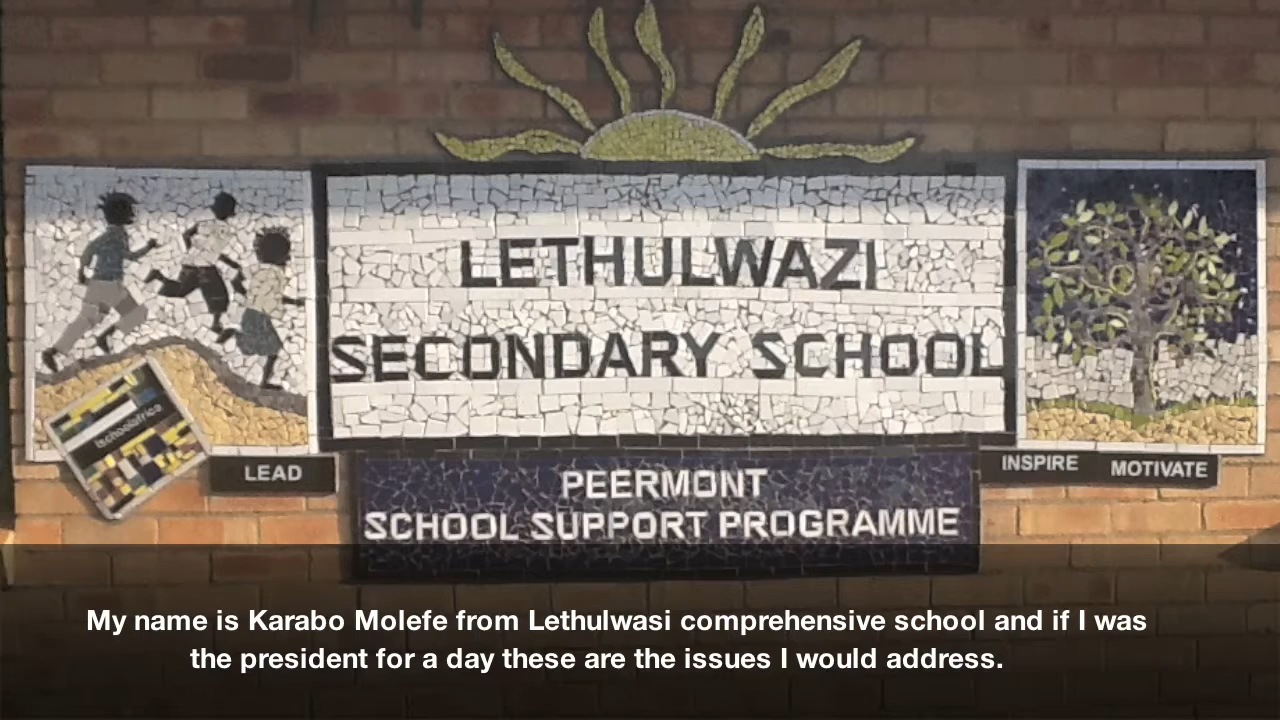 LETHULWAZI
SECONDARY SCHOOL
ischoolafrica
LEAD
INSPIRE
MOTIVATE
PEERMONT
SCHOOL SUPPORT PROGRAMME
My name is Karabo Molefe from Lethulwasi comprehensive school and if I was
the president for a day these are the issues I would address.